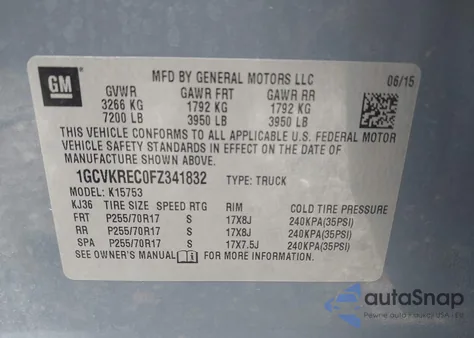 GM
MFD BY GENERAL MOTORS LLC
06/15
GVWR GAWR FRT GAWR RR
3266 KG 1792 KG 1792 KG
7200 LB 3950 LB 3950 LB
THIS VEHICLE CONFORMS TO ALL APPLICABLE U.S. FEDERAL MOTOR
VEHICLE SAFETY STANDARDS IN EFFECT ON THE DATE OF
MANUFACTURE SHOWN ABOVE.
1GCVKREC0FZ341832 TYPE: TRUCK
MODEL: K15753
KJ36 TIRE SIZE SPEED RTG RIM COLD TIRE PRESSURE
FRT P255/70R17 S 17X8J 240KPA(35PSI)
RR P255/70R17 S 17X8J 240KPA(35PSI)
SPA P255/70R17 S 17X7.5J 240KPA(35PSI)
SEE OWNER'S MANUAL FOR MORE INFORMATION.
autoSnap
Pewne auto z